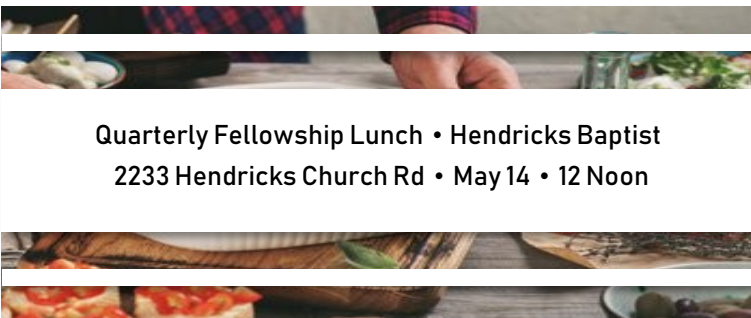 Quarterly Fellowship Lunch • Hendricks Baptist
2233 Hendricks Church Rd • May 14 • 12 Noon